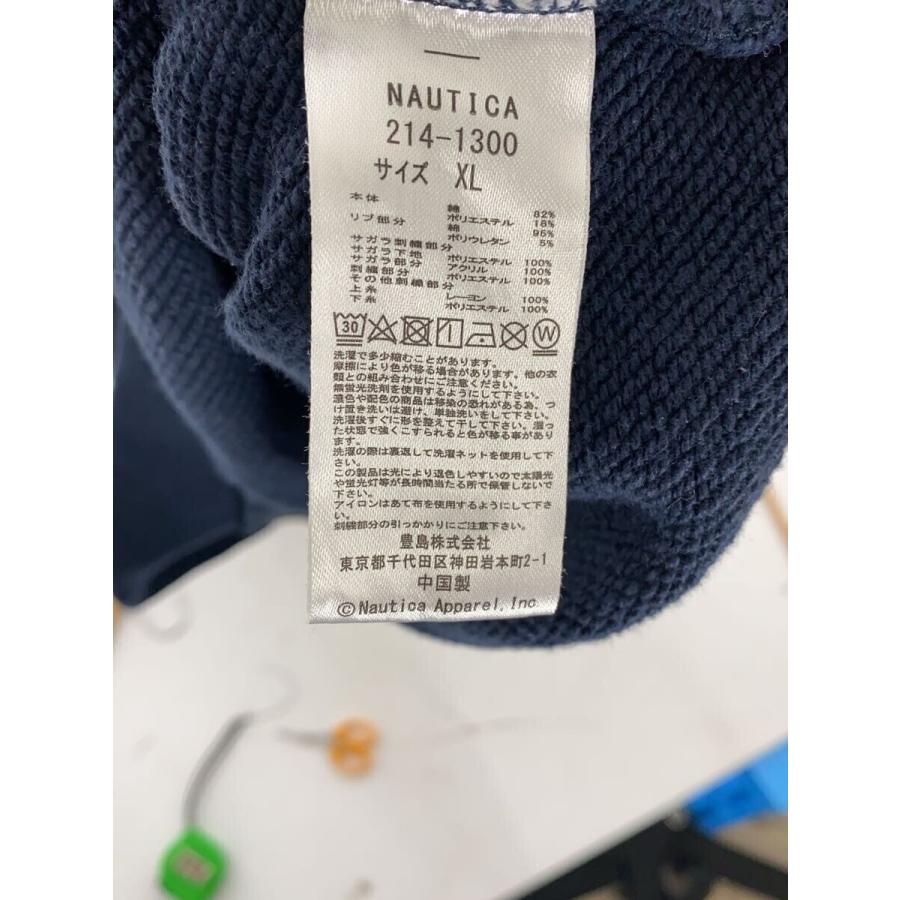 NAUTICA
214-1300
サイズ XL
本体 綿 82%
ポリエステル 18%
リブ部分 綿 95%
ポリウレタン 5%
サガラ刺繍部分
サガラ下地 ポリエステル 100%
サガラ部分 アクリル 100%
刺繍部分 ポリエステル 100%
その他刺繍部分
上糸 レーヨン 100%
下糸 ポリエステル 100%
30
W
洗濯で多少縮むことがあります。
摩擦により色が移る場合があります。他の衣
類との組み合わせにご注意ください。
無蛍光洗剤を使用するようにして下さい。
濃色や配色の商品は移染の恐れがある為、つ
け置き洗いは避け、単独洗いをして下さい。
洗濯後すぐに形を整えて干して下さい。湿っ
た状態で強くこすられると色が移る事があり
ます。
洗濯の際は裏返して洗濯ネットを使用して下
さい。
この製品は光により退色しやすいので太陽光
や蛍光灯等が長時間当たる所で保管しないで
下さい。
アイロンはあて布を使用するようにして下さ
い。
刺繍部分の引っかかりにご注意下さい。
豊島株式会社
東京都千代田区神田岩本町2-1
中国製
©Nautica Apparel, Inc